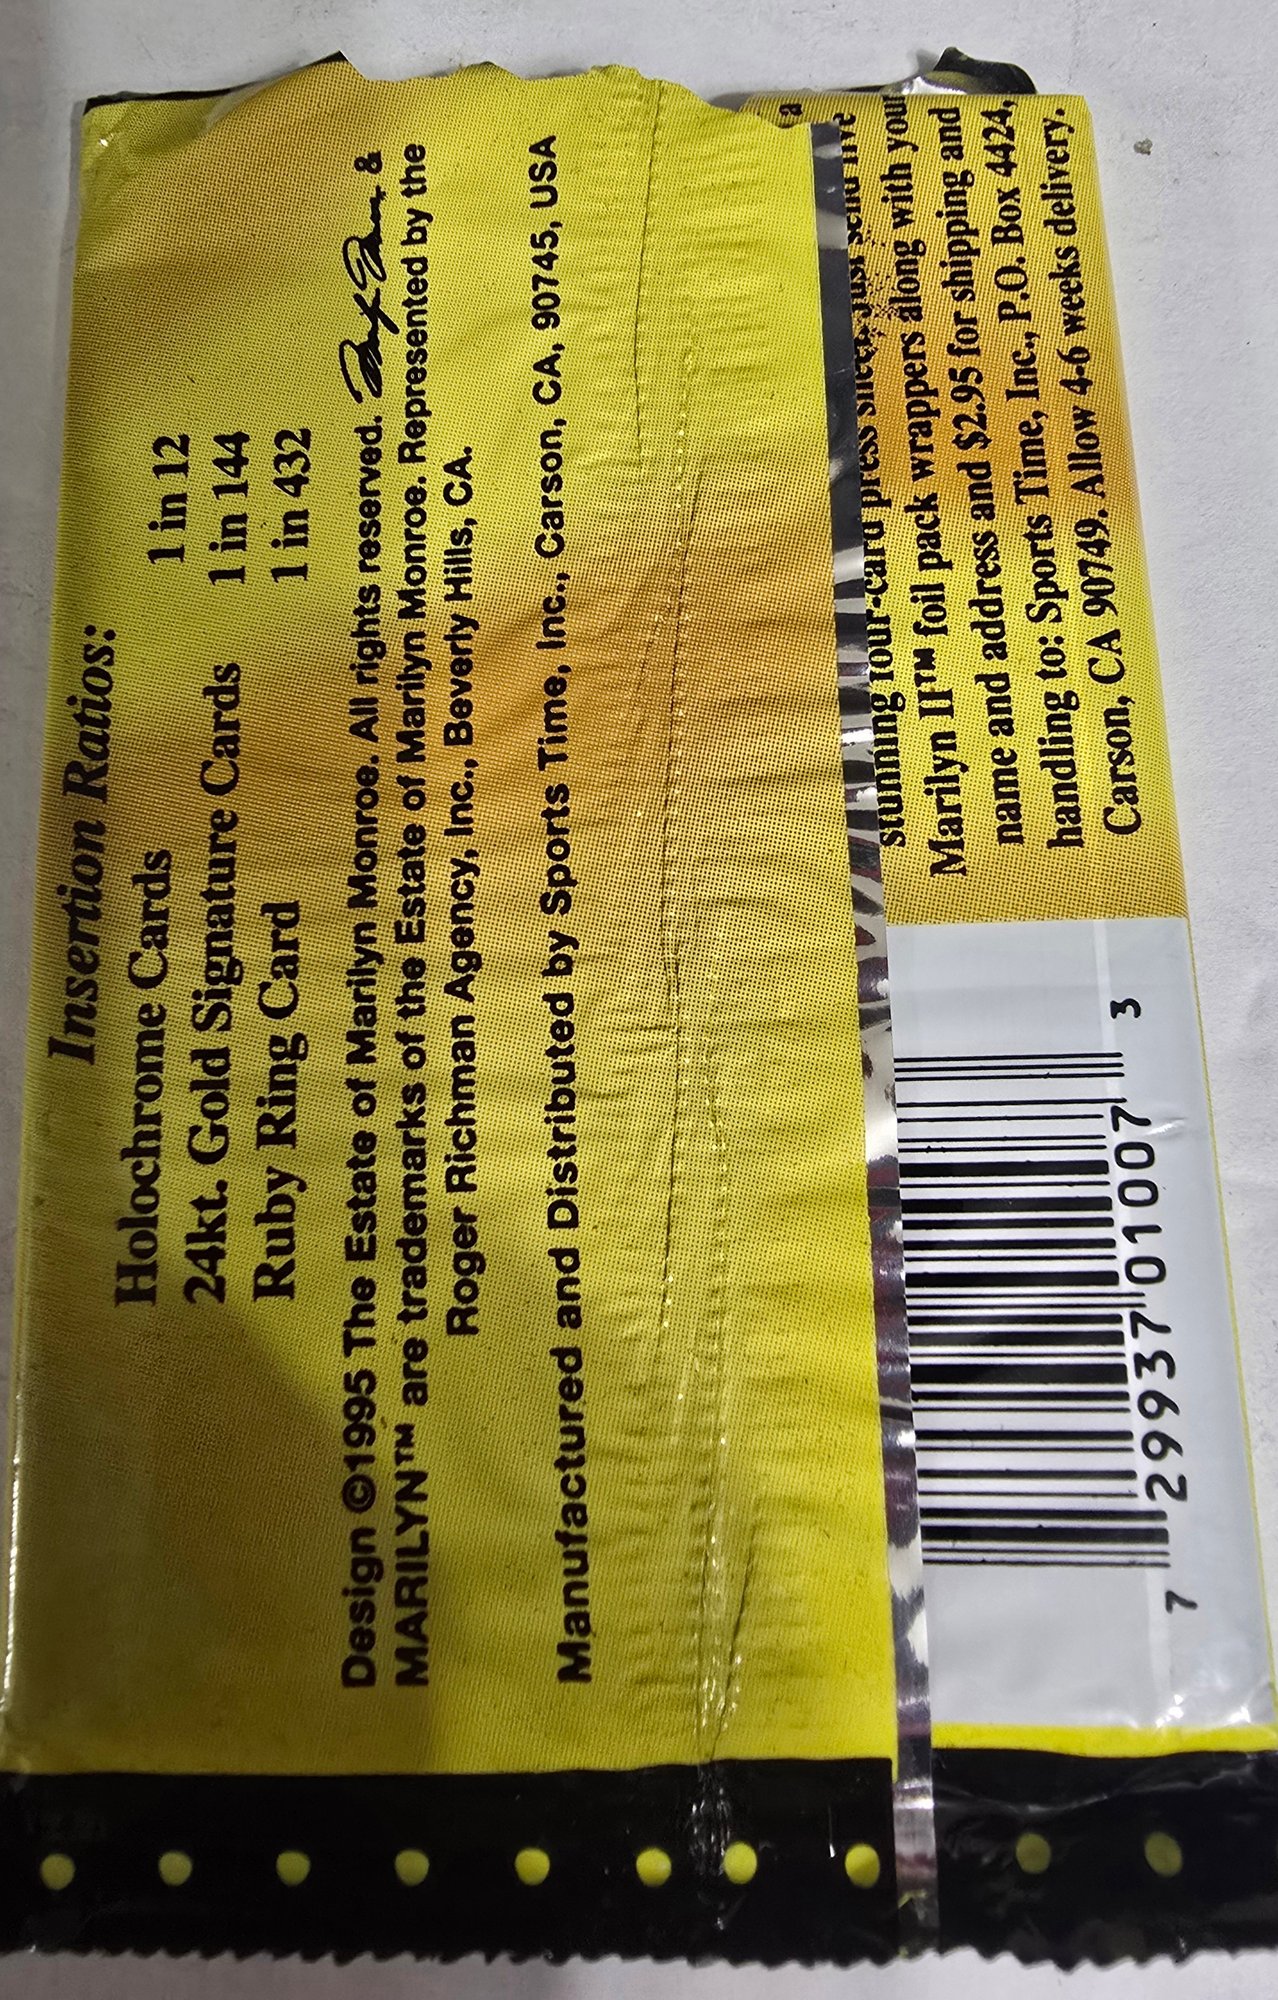 Insertion Ratios:
Holochrome Cards 1 in 12
24kt. Gold Signature Cards 1 in 144
Ruby Ring Card 1 in 432
Design ©1995 The Estate of Marilyn Monroe. All rights reserved. &
MARILYN™ are trademarks of the Estate of Marilyn Monroe. Represented by the
Roger Richman Agency, Inc., Beverly Hills, CA.
Manufactured and Distributed by Sports Time, Inc., Carson, CA, 90745, USA
a
stunning four-card press sheet, just send five
Marilyn II™ foil pack wrappers along with your
name and address and $2.95 for shipping and
handling to: Sports Time, Inc., P.O. Box 4424,
Carson, CA 90749. Allow 4-6 weeks delivery.
7 29937 01007 3